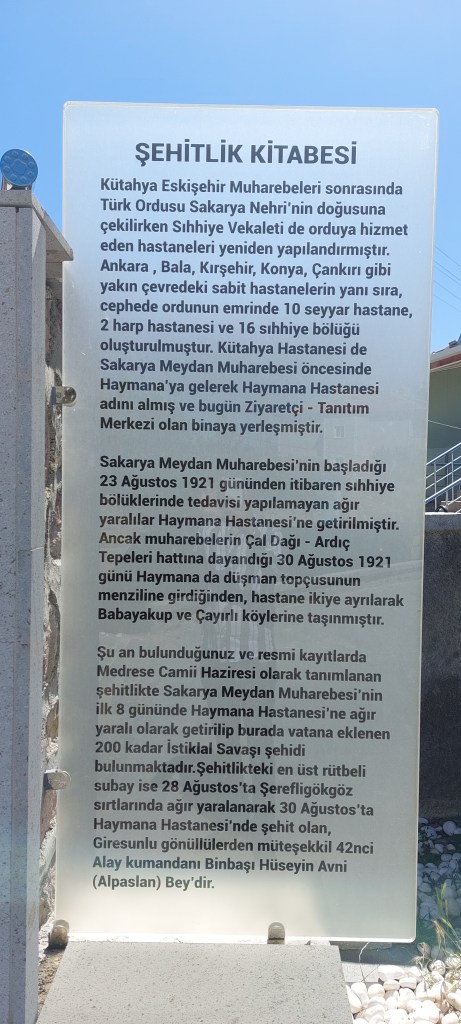 ŞEHİTLİK KİTABESİ
Kütahya Eskişehir Muharebeleri sonrasında
Türk Ordusu Sakarya Nehri'nin doğusuna
çekilirken Sıhhiye Vekaleti de orduya hizmet
eden hastaneleri yeniden yapılandırmıştır.
Ankara , Bala, Kırşehir, Konya, Çankırı gibi
yakın çevredeki sabit hastanelerin yanı sıra,
cephede ordunun emrinde 10 seyyar hastane,
2 harp hastanesi ve 16 sıhhiye bölüğü
oluşturulmuştur. Kütahya Hastanesi de
Sakarya Meydan Muharebesi öncesinde
Haymana'ya gelerek Haymana Hastanesi
adını almış ve bugün Ziyaretçi - Tanıtım
Merkezi olan binaya yerleşmiştir.
Sakarya Meydan Muharebesi'nin başladığı
23 Ağustos 1921 gününden itibaren sıhhiye
bölüklerinde tedavisi yapılamayan ağır
yaralılar Haymana Hastanesi'ne getirilmiştir.
Ancak muharebelerin Çal Dağı - Ardıç
Tepeleri hattına dayandığı 30 Ağustos 1921
günü Haymana da düşman topçusunun
menziline girdiğinden, hastane ikiye ayrılarak
Babayakup ve Çayırlı köylerine taşınmıştır.
Şu an bulunduğunuz ve resmi kayıtlarda
Medrese Camii Haziresi olarak tanımlanan
şehitlikte Sakarya Meydan Muharebesi'nin
ilk 8 gününde Haymana Hastanesi'ne ağır
yaralı olarak getirilip burada vatana eklenen
200 kadar İstiklal Savaşı şehidi
bulunmaktadır.Şehitlikteki en üst rütbeli
subay ise 28 Ağustos'ta Şerefligökgöz
sırtlarında ağır yaralanarak 30 Ağustos'ta
Haymana Hastanesi'nde şehit olan,
Giresunlu gönüllülerden müteşekkil 42nci
Alay kumandanı Binbaşı Hüseyin Avni
(Alpaslan) Bey'dir.